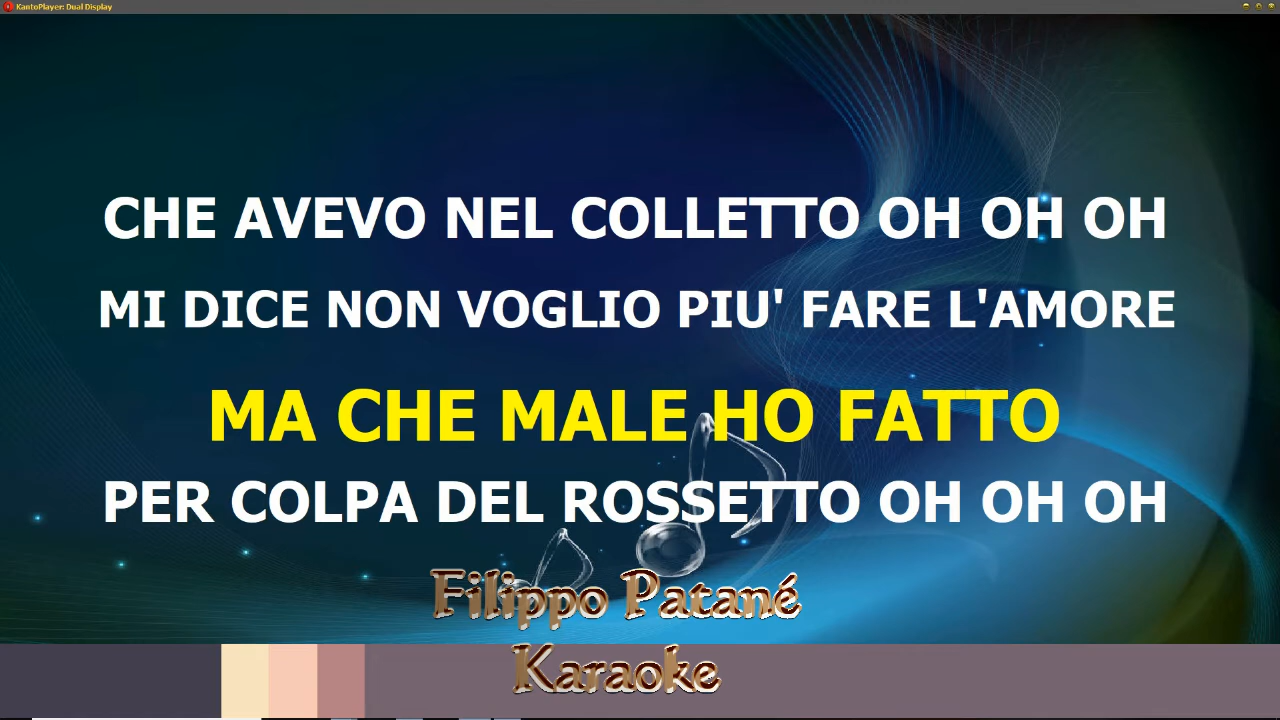 KantoPlayer: Dual Display
CHE AVEVO NEL COLLETTO OH OH OH
MI DICE NON VOGLIO PIU' FARE L'AMORE
MA CHE MALE HO FATTO
PER COLPA DEL ROSSETTO OH OH OH
Filippo Patané
Karaoke